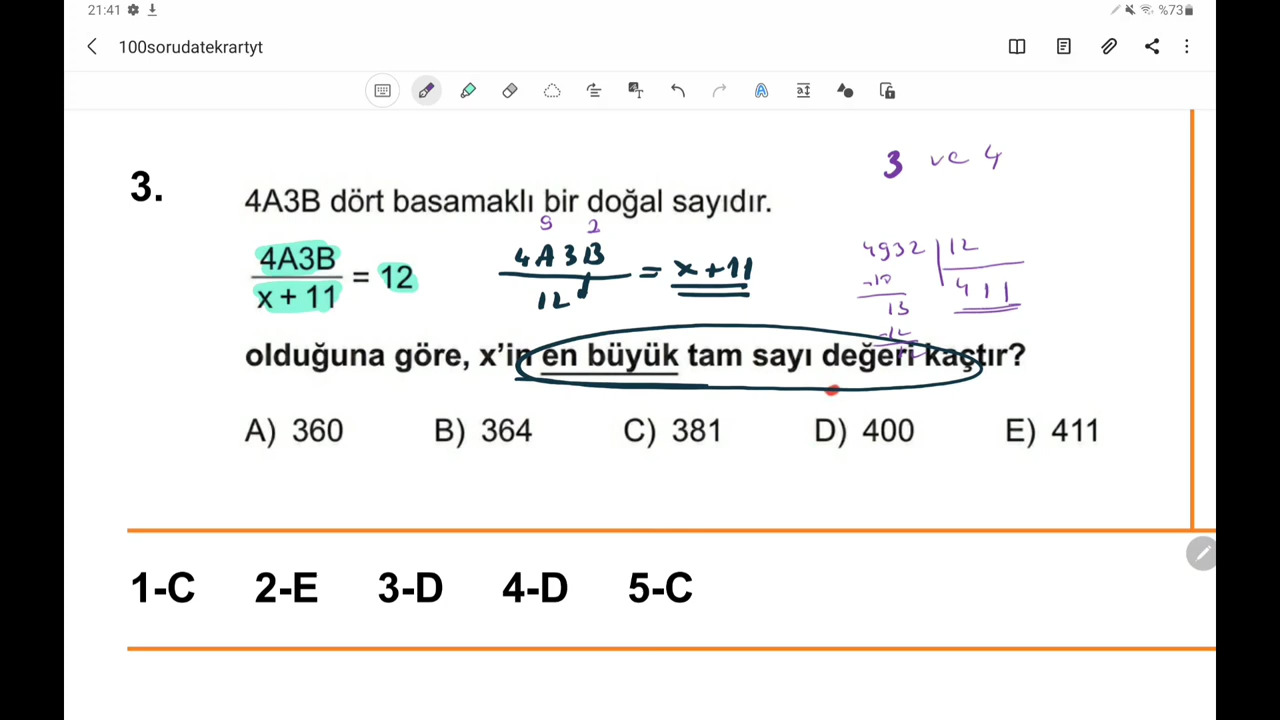 21:41 %73
100sorudatekrartyt
3 ve 4
3. 4A3B dört basamaklı bir doğal sayıdır.
9 2
4A3B / x + 11 = 12
4A3B / 12 = x+11
4932 | 12
411
13
-12
olduğuna göre, x'in en büyük tam sayı değeri kaçtır?
A) 360 B) 364 C) 381 D) 400 E) 411
1-C 2-E 3-D 4-D 5-C